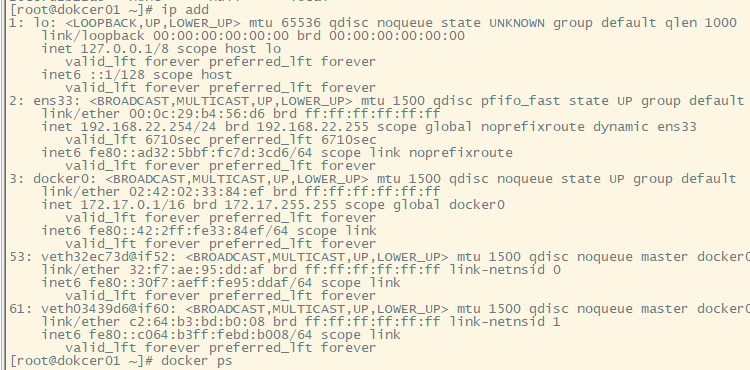 [root@dokcer01 ~]# ip add
1: lo: <LOOPBACK,UP,LOWER_UP> mtu 65536 qdisc noqueue state UNKNOWN group default qlen 1000
link/loopback 00:00:00:00:00:00 brd 00:00:00:00:00:00
inet 127.0.0.1/8 scope host lo
valid_lft forever preferred_lft forever
inet6 ::1/128 scope host
valid_lft forever preferred_lft forever
2: ens33: <BROADCAST,MULTICAST,UP,LOWER_UP> mtu 1500 qdisc pfifo_fast state UP group default
link/ether 00:0c:29:b4:56:d6 brd ff:ff:ff:ff:ff:ff
inet 192.168.22.254/24 brd 192.168.22.255 scope global noprefixroute dynamic ens33
valid_lft 6710sec preferred_lft 6710sec
inet6 fe80::ad32:5bbf:fc7d:3cd6/64 scope link noprefixroute
valid_lft forever preferred_lft forever
3: docker0: <BROADCAST,MULTICAST,UP,LOWER_UP> mtu 1500 qdisc noqueue state UP group default
link/ether 02:42:02:33:84:ef brd ff:ff:ff:ff:ff:ff
inet 172.17.0.1/16 brd 172.17.255.255 scope global docker0
valid_lft forever preferred_lft forever
inet6 fe80::42:2ff:fe33:84ef/64 scope link
valid_lft forever preferred_lft forever
53: veth32ec73d@if52: <BROADCAST,MULTICAST,UP,LOWER_UP> mtu 1500 qdisc noqueue master docker0
link/ether 32:f7:ae:95:dd:af brd ff:ff:ff:ff:ff:ff link-netnsid 0
inet6 fe80::30f7:aeff:fe95:ddaf/64 scope link
valid_lft forever preferred_lft forever
61: veth03439d6@if60: <BROADCAST,MULTICAST,UP,LOWER_UP> mtu 1500 qdisc noqueue master docker0
link/ether c2:64:b3:bd:b0:08 brd ff:ff:ff:ff:ff:ff link-netnsid 1
inet6 fe80::c064:b3ff:febd:b008/64 scope link
valid_lft forever preferred_lft forever
[root@dokcer01 ~]# docker ps